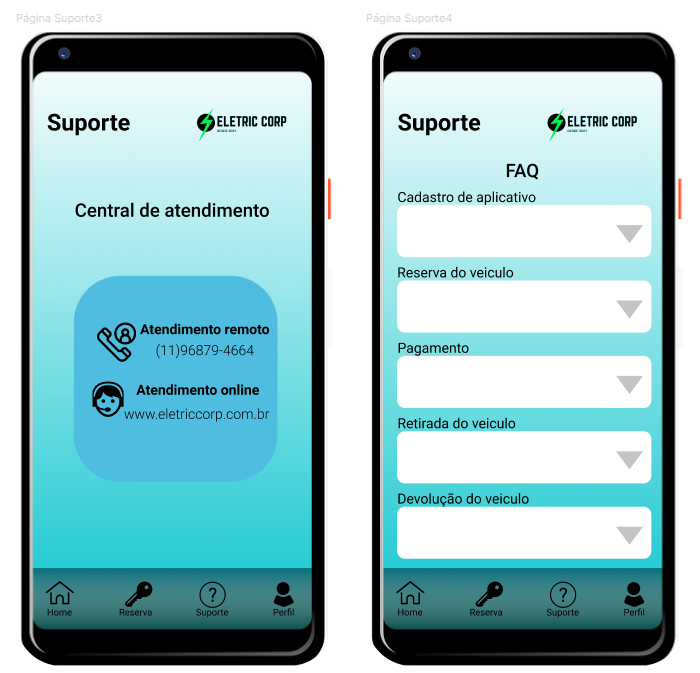 Página Suporte3
Suporte
ELETRIC CORP
DESDE 2021
Central de atendimento
Atendimento remoto
(11)96879-4664
Atendimento online
www.eletriccorp.com.br
Home
Reserva
Suporte
Perfil
Página Suporte4
Suporte
ELETRIC CORP
DESDE 2021
FAQ
Cadastro de aplicativo
Reserva do veiculo
Pagamento
Retirada do veiculo
Devolução do veiculo
Home
Reserva
Suporte
Perfil